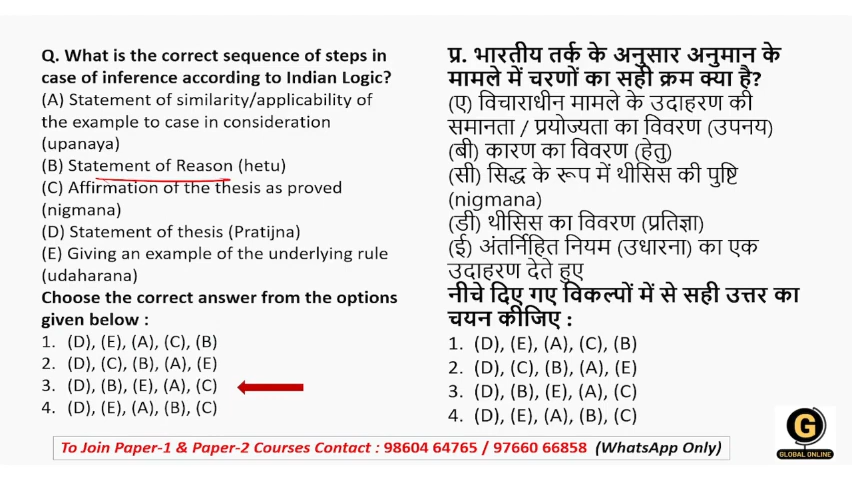 Q. What is the correct sequence of steps in
case of inference according to Indian Logic?
(A) Statement of similarity/applicability of
the example to case in consideration
(upanaya)
(B) Statement of Reason (hetu)
(C) Affirmation of the thesis as proved
(nigmana)
(D) Statement of thesis (Pratijna)
(E) Giving an example of the underlying rule
(udaharana)
Choose the correct answer from the options
given below :
1. (D), (E), (A), (C), (B)
2. (D), (C), (B), (A), (E)
3. (D), (B), (E), (A), (C)
4. (D), (E), (A), (B), (C)
प्र. भारतीय तर्क के अनुसार अनुमान के
मामले में चरणों का सही क्रम क्या है?
(ए) विचाराधीन मामले के उदाहरण की
समानता / प्रयोज्यता का विवरण (उपनय)
(बी) कारण का विवरण (हेतु)
(सी) सिद्ध के रूप में थीसिस की पुष्टि
(nigmana)
(डी) थीसिस का विवरण (प्रतिज्ञा)
(ई) अंतर्निहित नियम (उधारना) का एक
उदाहरण देते हुए
नीचे दिए गए विकल्पों में से सही उत्तर का
चयन कीजिए :
1. (D), (E), (A), (C), (B)
2. (D), (C), (B), (A), (E)
3. (D), (B), (E), (A), (C)
4. (D), (E), (A), (B), (C)
To Join Paper-1 & Paper-2 Courses Contact : 98604 64765 / 97660 66858 (WhatsApp Only)
G
GLOBAL ONLINE